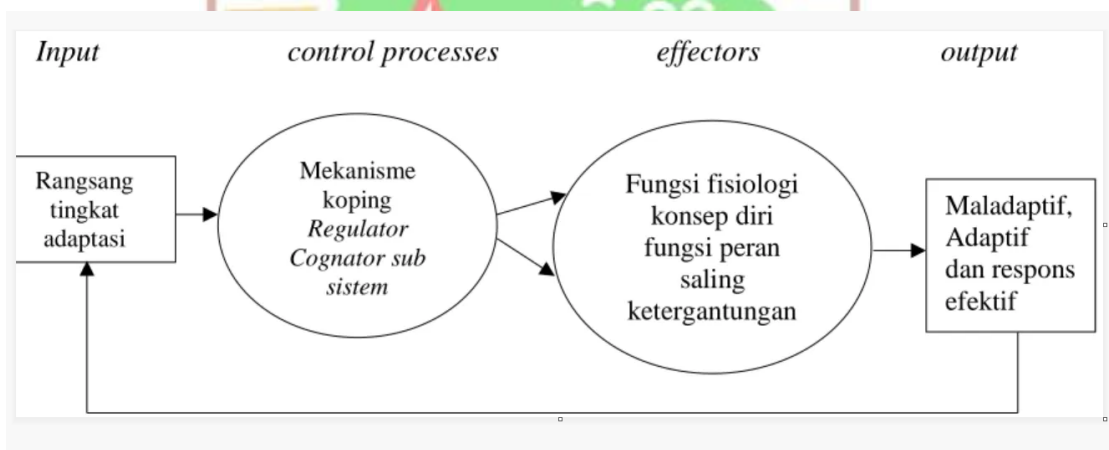 Input
control processes
effectors
output
Rangsang
tingkat
adaptasi
Mekanisme
koping
Regulator
Cognator sub
sistem
Fungsi fisiologi
konsep diri
fungsi peran
saling
ketergantungan
Maladaptif,
Adaptif
dan respons
efektif